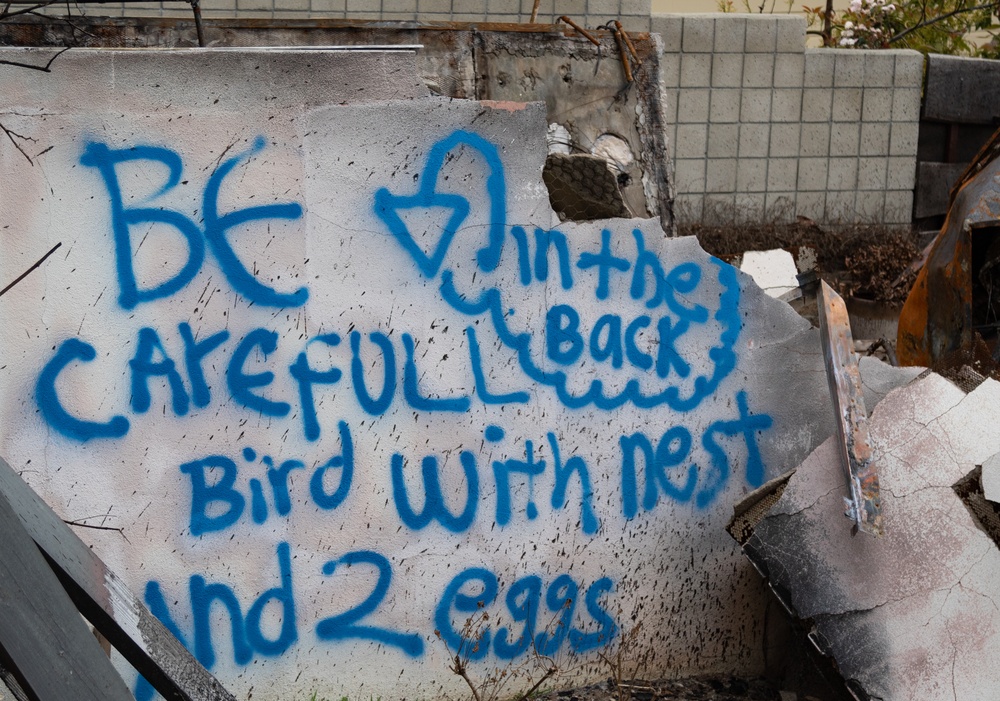 BE
in the
BACK
CArEfULL
Bird with nest
And 2 eggs